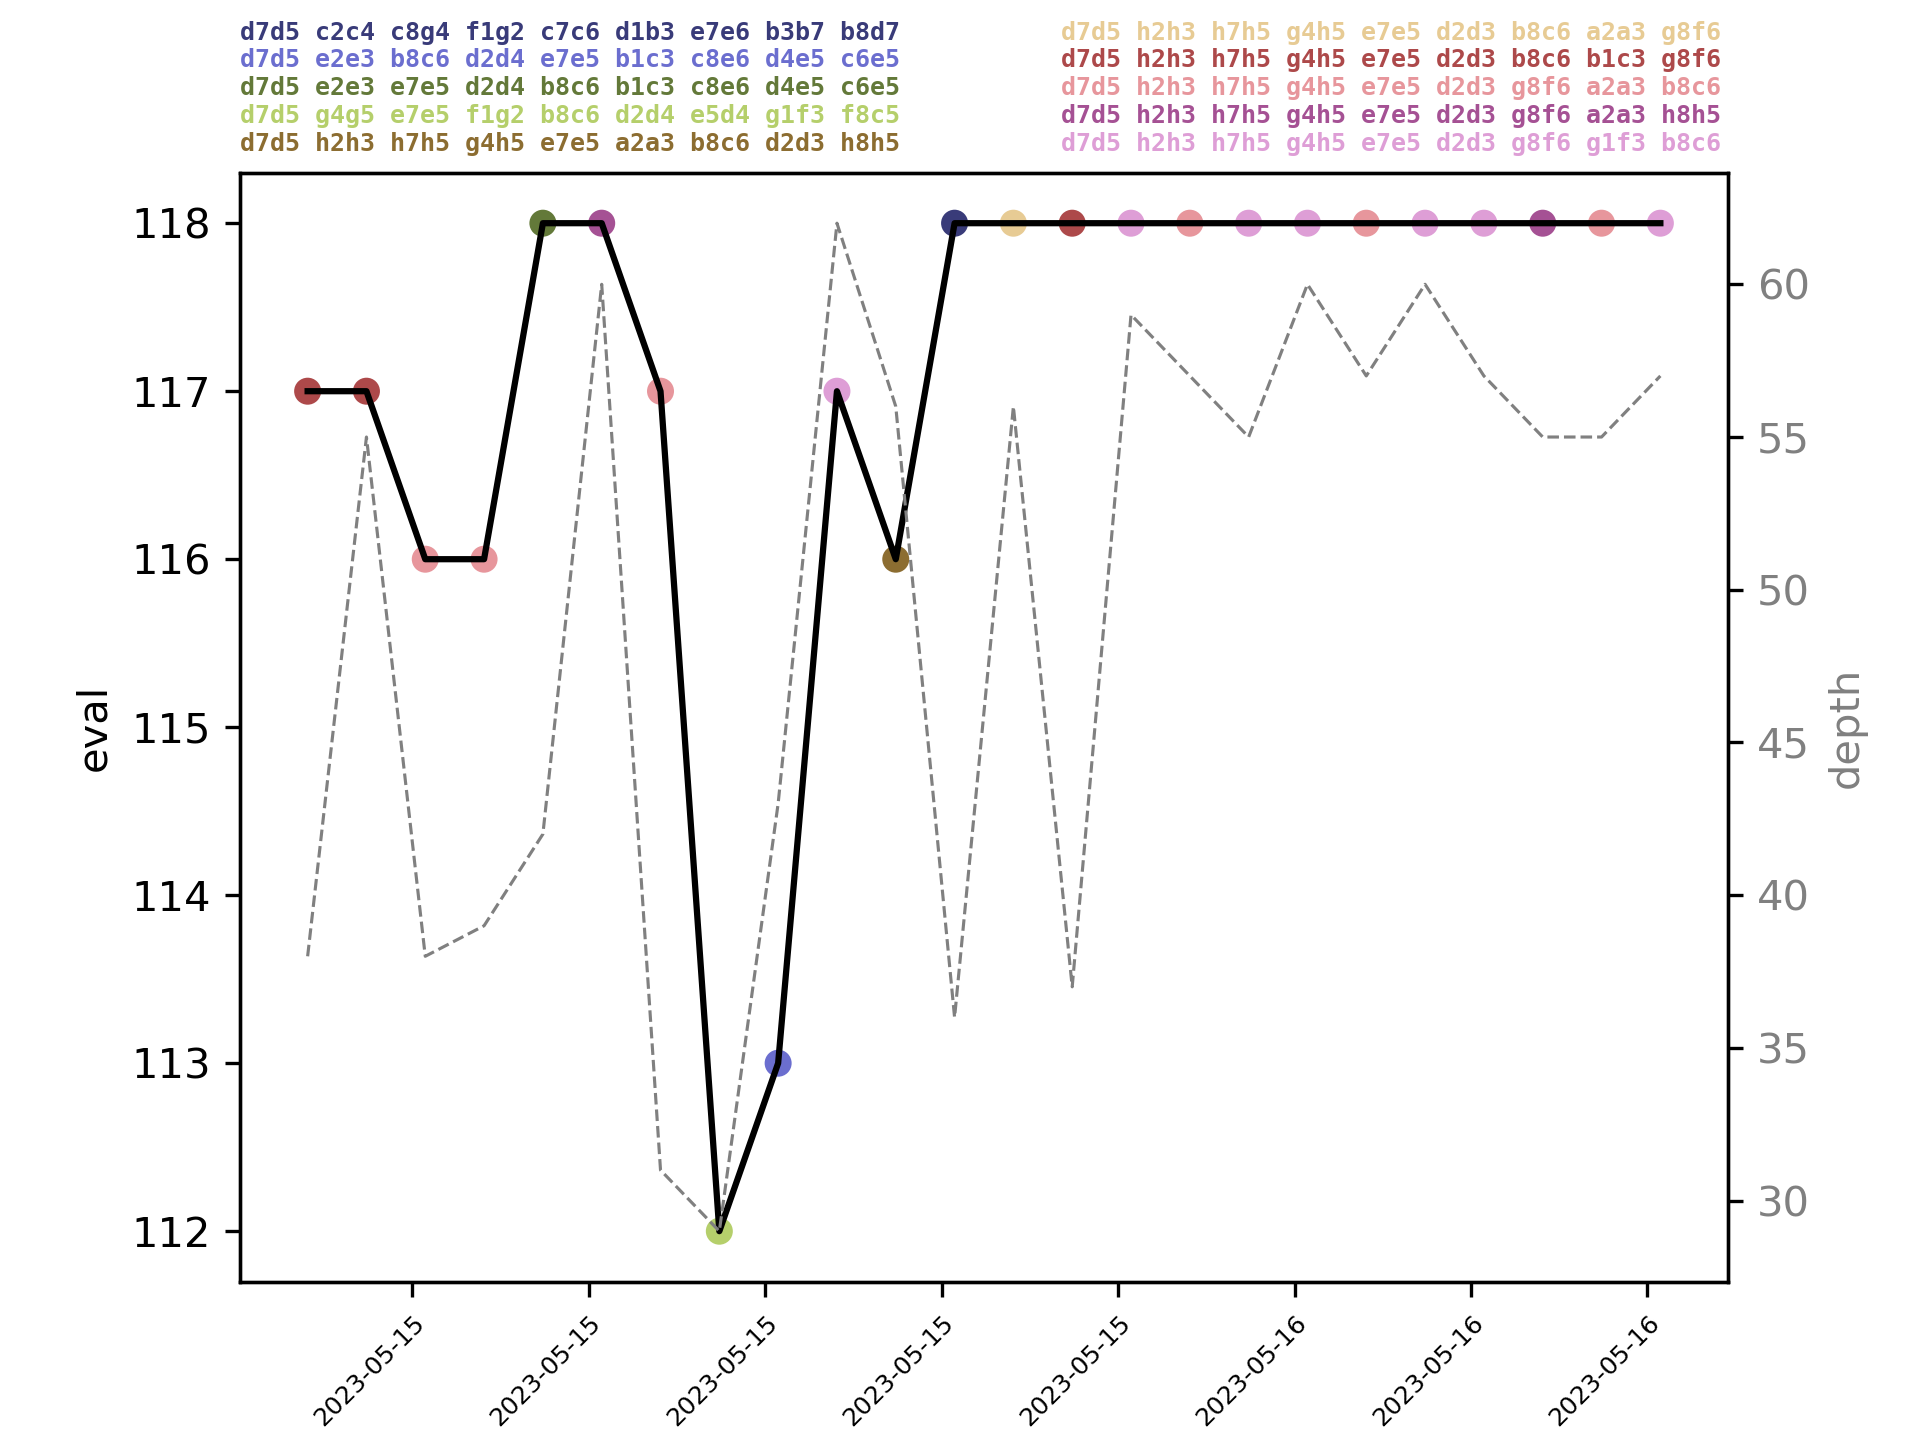 d7d5 c2c4 c8g4 f1g2 c7c6 d1b3 e7e6 b3b7 b8d7
d7d5 e2e3 b8c6 d2d4 e7e5 b1c3 c8e6 d4e5 c6e5
d7d5 e2e3 e7e5 d2d4 b8c6 b1c3 c8e6 d4e5 c6e5
d7d5 g4g5 e7e5 f1g2 b8c6 d2d4 e5d4 g1f3 f8c5
d7d5 h2h3 h7h5 g4h5 e7e5 a2a3 b8c6 d2d3 h8h5
d7d5 h2h3 h7h5 g4h5 e7e5 d2d3 b8c6 a2a3 g8f6
d7d5 h2h3 h7h5 g4h5 e7e5 d2d3 b8c6 b1c3 g8f6
d7d5 h2h3 h7h5 g4h5 e7e5 d2d3 g8f6 a2a3 b8c6
d7d5 h2h3 h7h5 g4h5 e7e5 d2d3 g8f6 a2a3 h8h5
d7d5 h2h3 h7h5 g4h5 e7e5 d2d3 g8f6 g1f3 b8c6
eval
118
117
116
115
114
113
112
60
55
50
45
40
35
30
depth
2023-05-15
2023-05-15
2023-05-15
2023-05-15
2023-05-15
2023-05-16
2023-05-16
2023-05-16